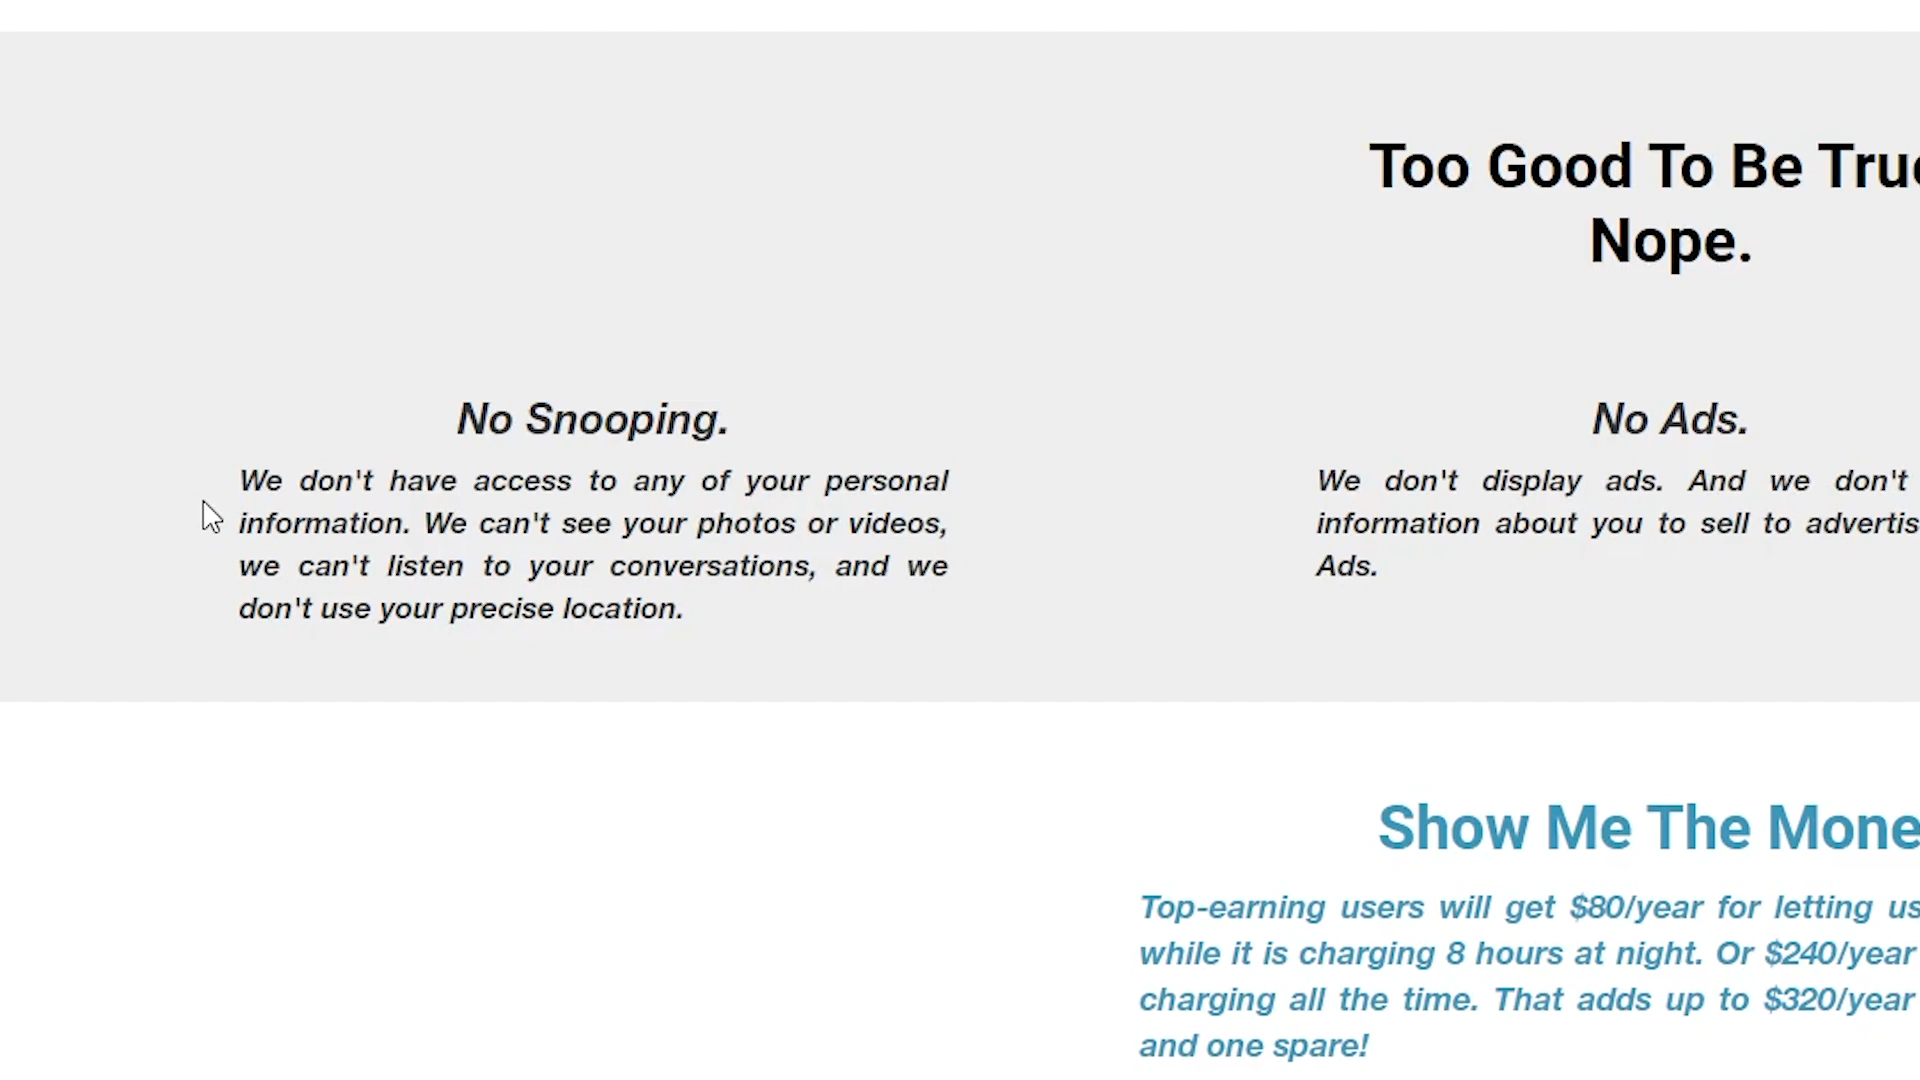 Too Good To Be
Nope.
No Snooping.
We don't have access to any of your personal
information. We can't see your photos or videos,
we can't listen to your conversations, and we
don't use your precise location.
No Ads.
We don't display ads. And we don't
information about you to sell to
Ads.
Show Me The
Top-earning users will get $80/year for letting us
while it is charging 8 hours at night. Or $240/year
charging all the time. That adds up to $320/year
and one spare!